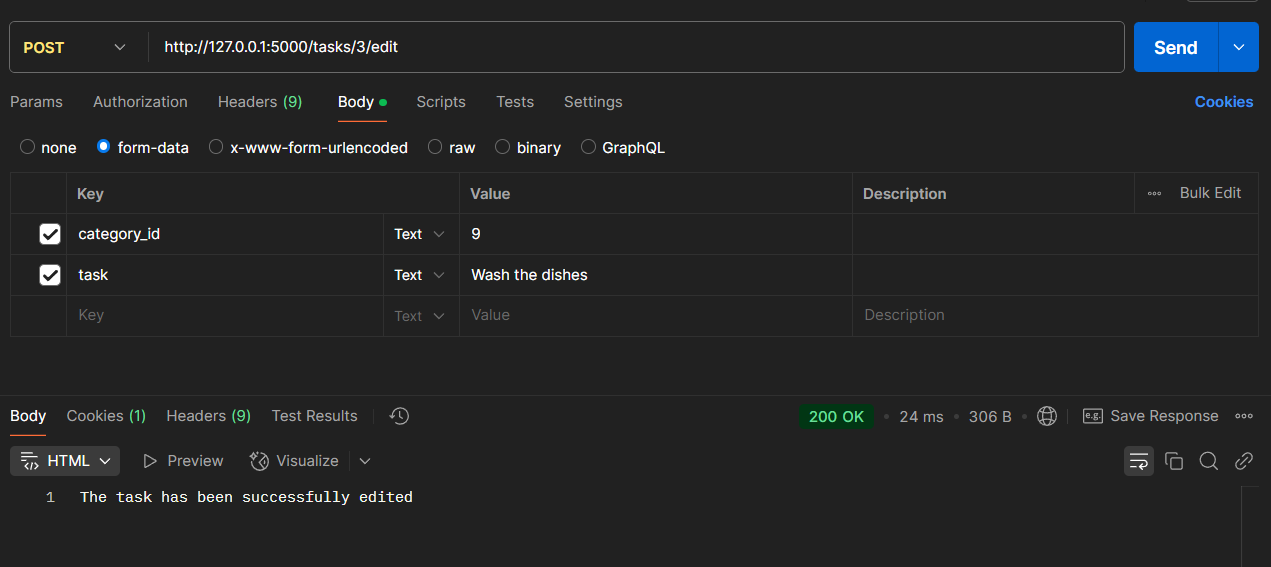 POST http://127.0.0.1:5000/tasks/3/edit Send
Params Authorization Headers (9) Body Scripts Tests Settings Cookies
none form-data x-www-form-urlencoded raw binary GraphQL
Key Value Description Bulk Edit
category_id Text 9
task Text Wash the dishes
Key Text Value Description
Body Cookies (1) Headers (9) Test Results 200 OK 24 ms 306 B e.g. Save Response
HTML Preview Visualize
1 The task has been successfully edited